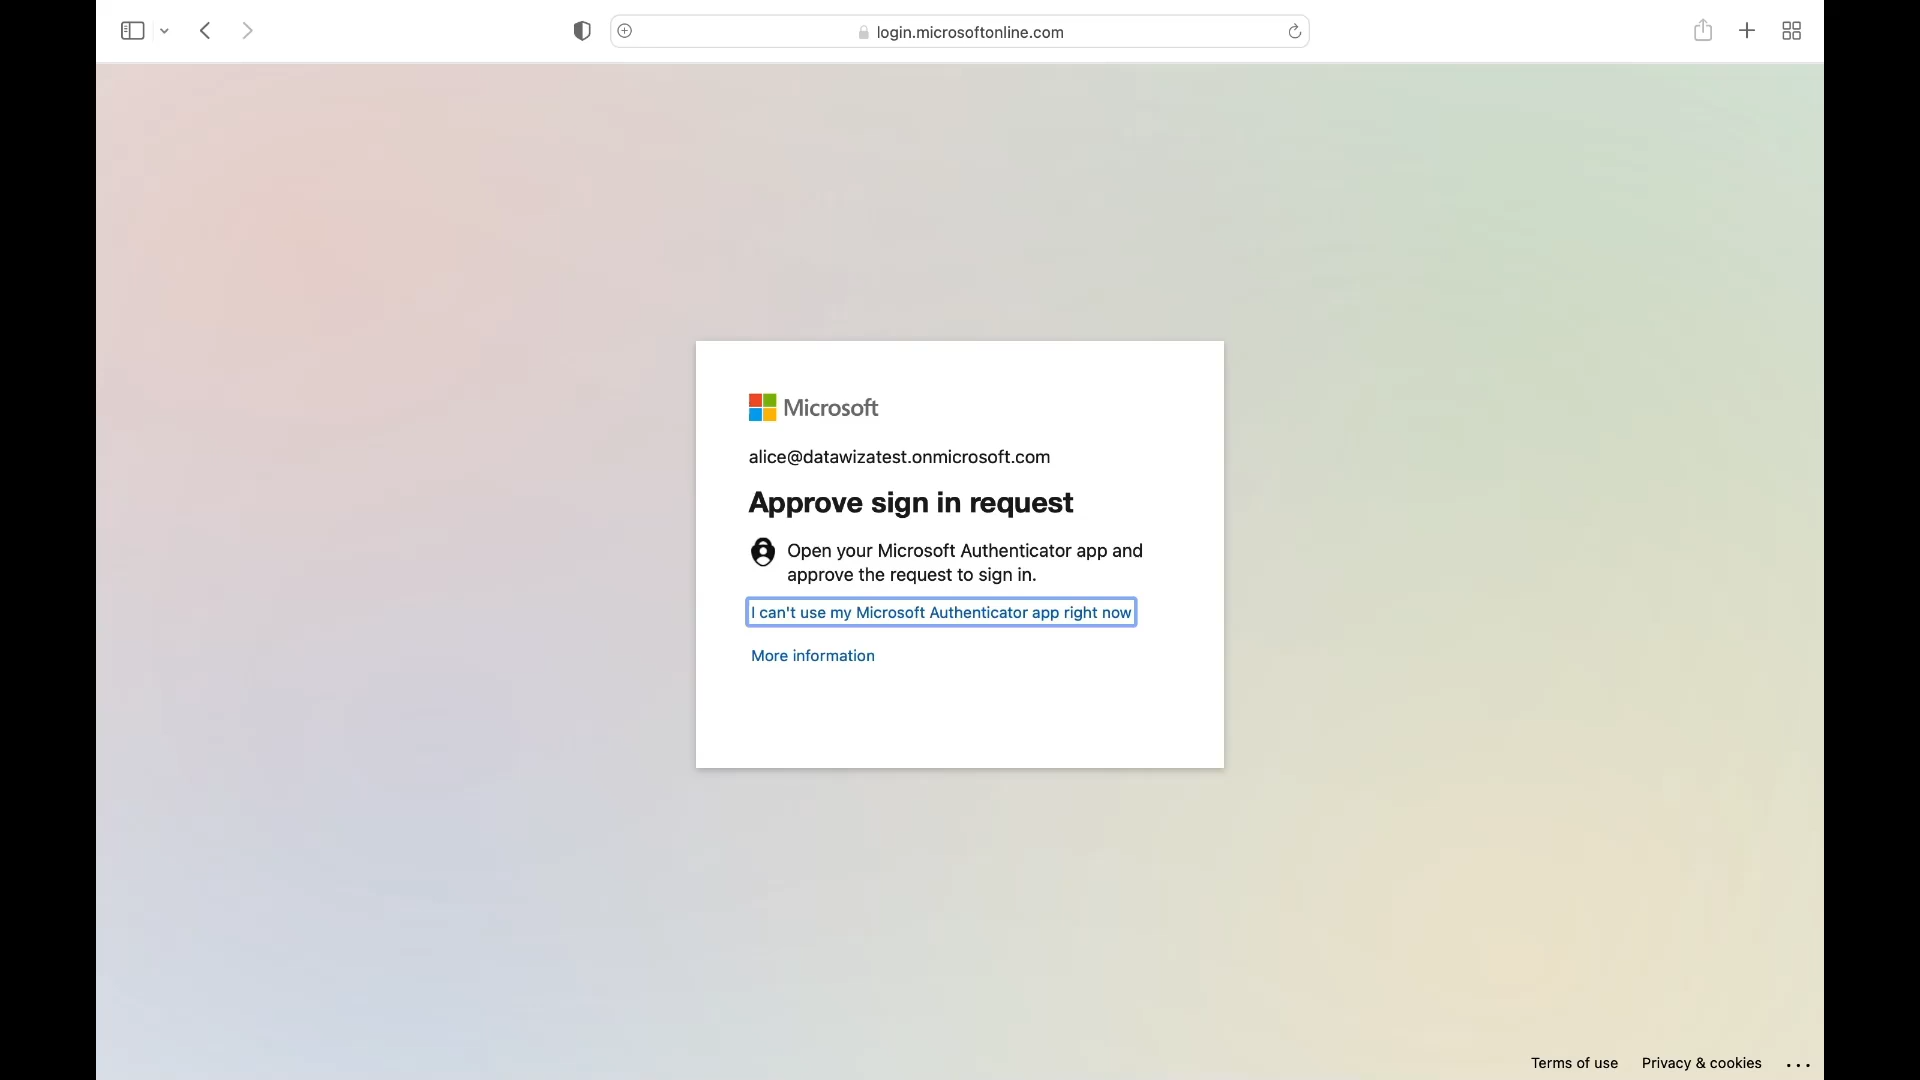 login.microsoftonline.com
Microsoft
alice@datawizatest.onmicrosoft.com
Approve sign in request
Open your Microsoft Authenticator app and
approve the request to sign in.
I can't use my Microsoft Authenticator app right now
More information
Terms of use Privacy & cookies ...